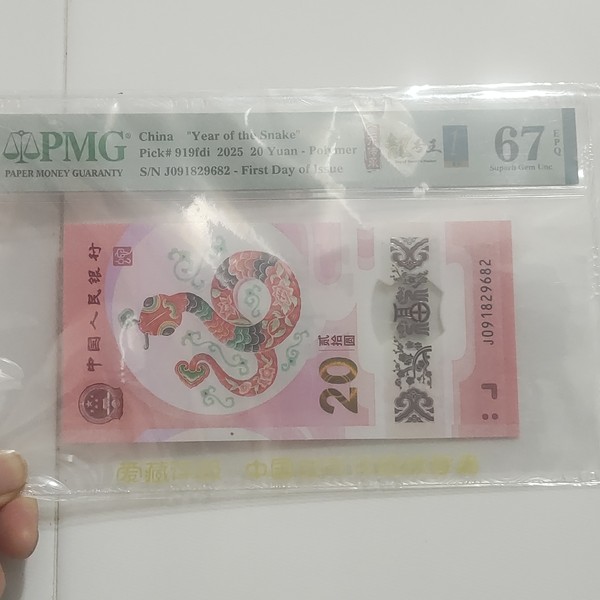 PMG
PAPER MONEY GUARANTY
China "Year of the Snake"
Pick# 919fdi 2025 20 Yuan - Polymer
S/N J091829682 - First Day of Issue
67 EPQ
Superb Gem Unc
中国人民银行
贰拾圆
20
J091829682